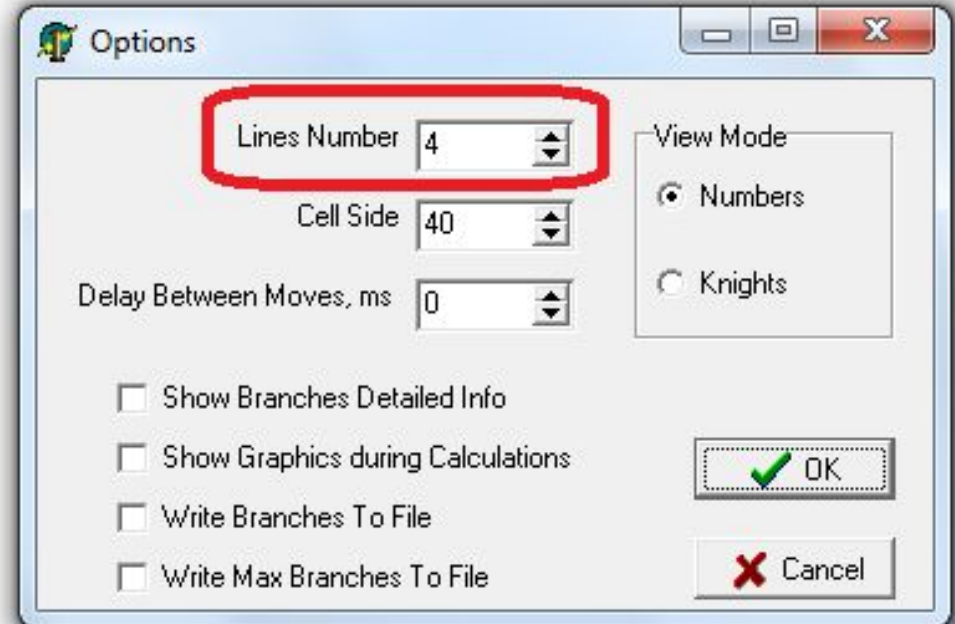 Options
Lines Number 4
Cell Side 40
Delay Between Moves, ms 0
View Mode
Numbers
Knights
Show Branches Detailed Info
Show Graphics during Calculations
Write Branches To File
Write Max Branches To File
OK
Cancel